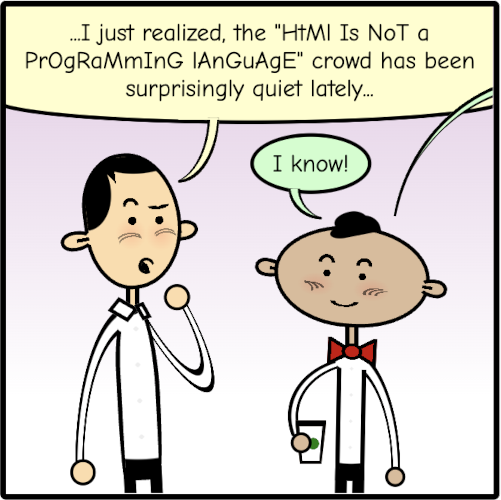 ...I just realized, the "HtMl Is NoT a
PrOgRaMmInG lAnGuAgE" crowd has been
surprisingly quiet lately...
I know!